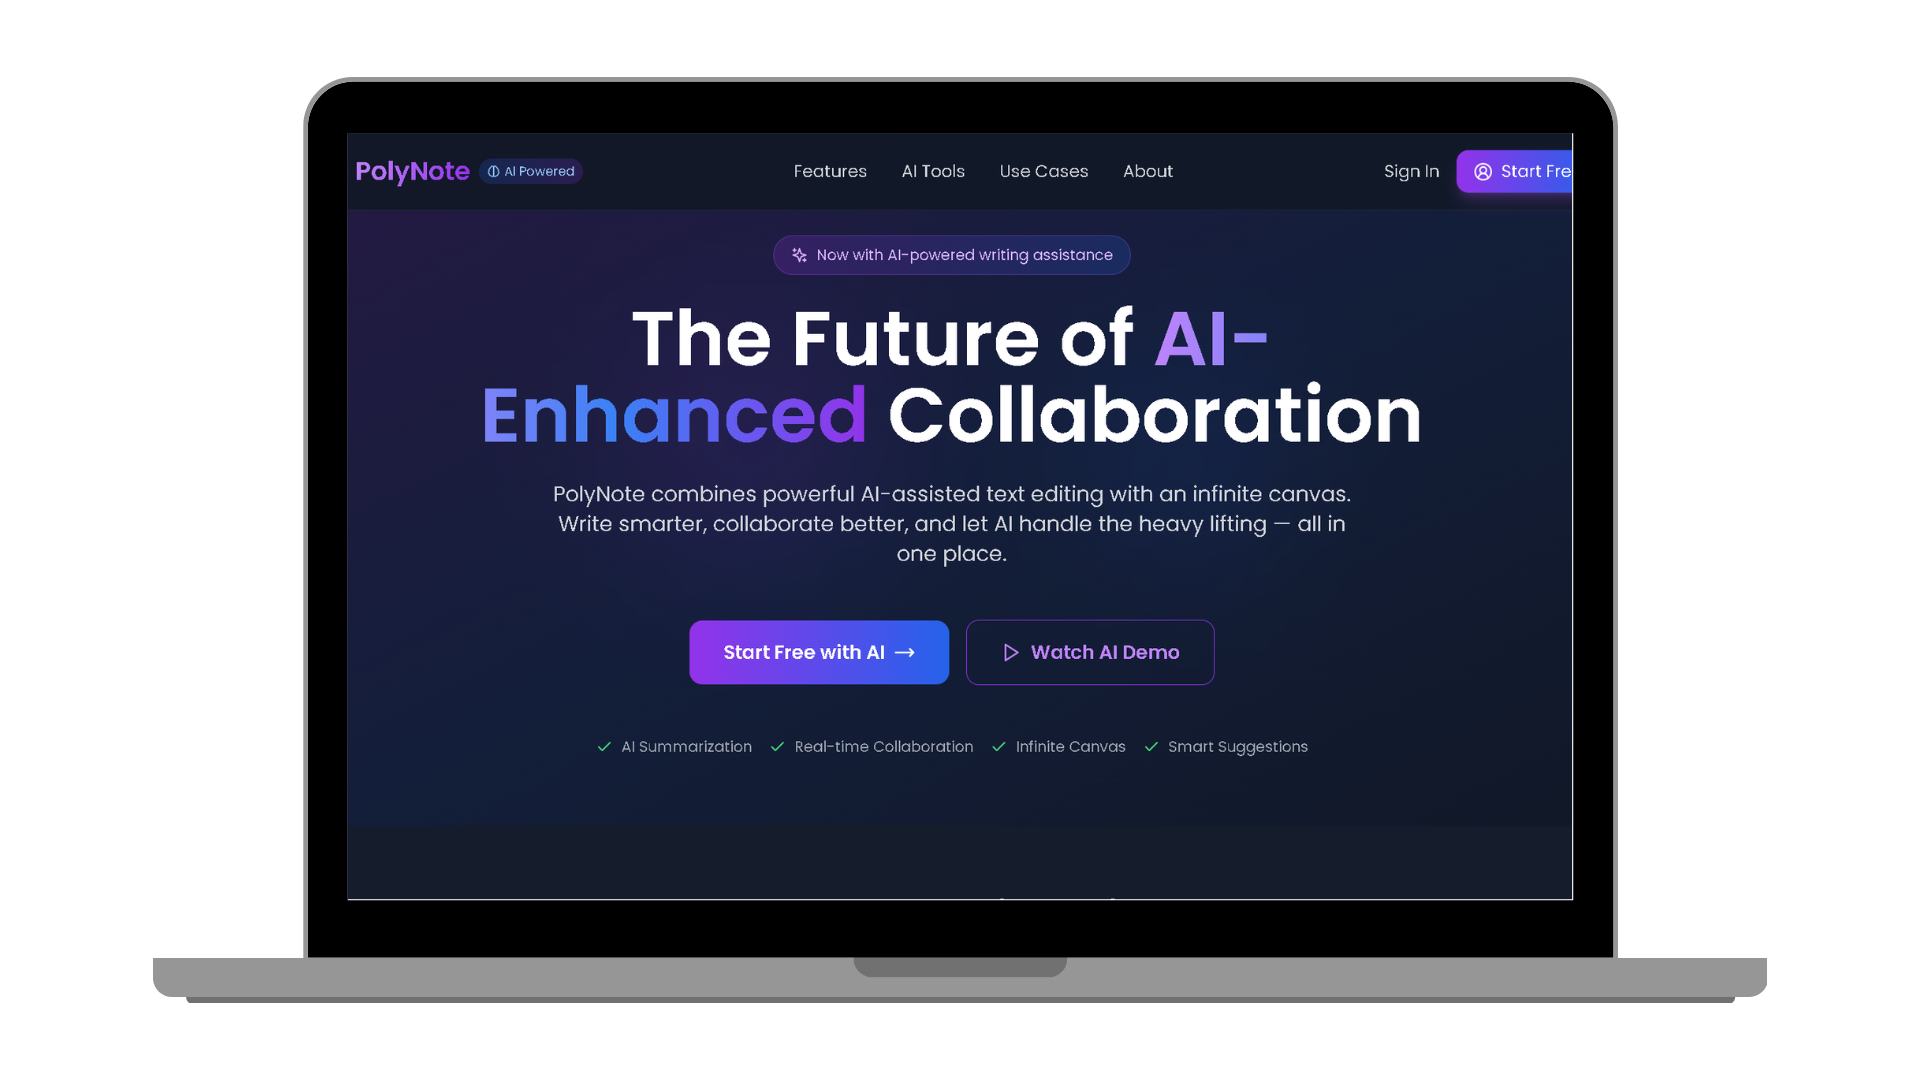 PolyNote
AI Powered
Features
AI Tools
Use Cases
About
Sign In
Start Fre
Now with AI-powered writing assistance
The Future of AI-
Enhanced Collaboration
PolyNote combines powerful AI-assisted text editing with an infinite canvas.
Write smarter, collaborate better, and let AI handle the heavy lifting — all in
one place.
Start Free with AI →
Watch AI Demo
AI Summarization
Real-time Collaboration
Infinite Canvas
Smart Suggestions